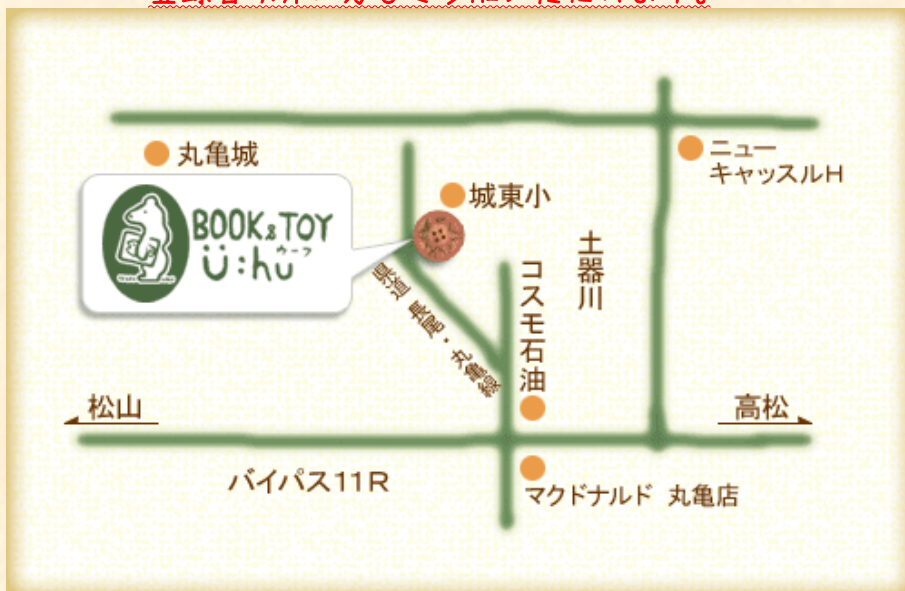 丸亀城
ニュー
キャッスルH
城東小
BOOK&TOY
Ü:hu
ウーフ
土器川
コスモ石油
県道 長尾・丸亀線
松山
高松
バイパス11R
マクドナルド 丸亀店